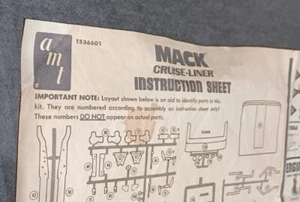 amt
T536601
MACK
CRUISE-LINER
INSTRUCTION SHEET
IMPORTANT NOTE: Layout shown below is an aid to identify parts in this
kit. They are numbered according to assembly on instruction sheet only!
These numbers DO NOT appear on actual parts.